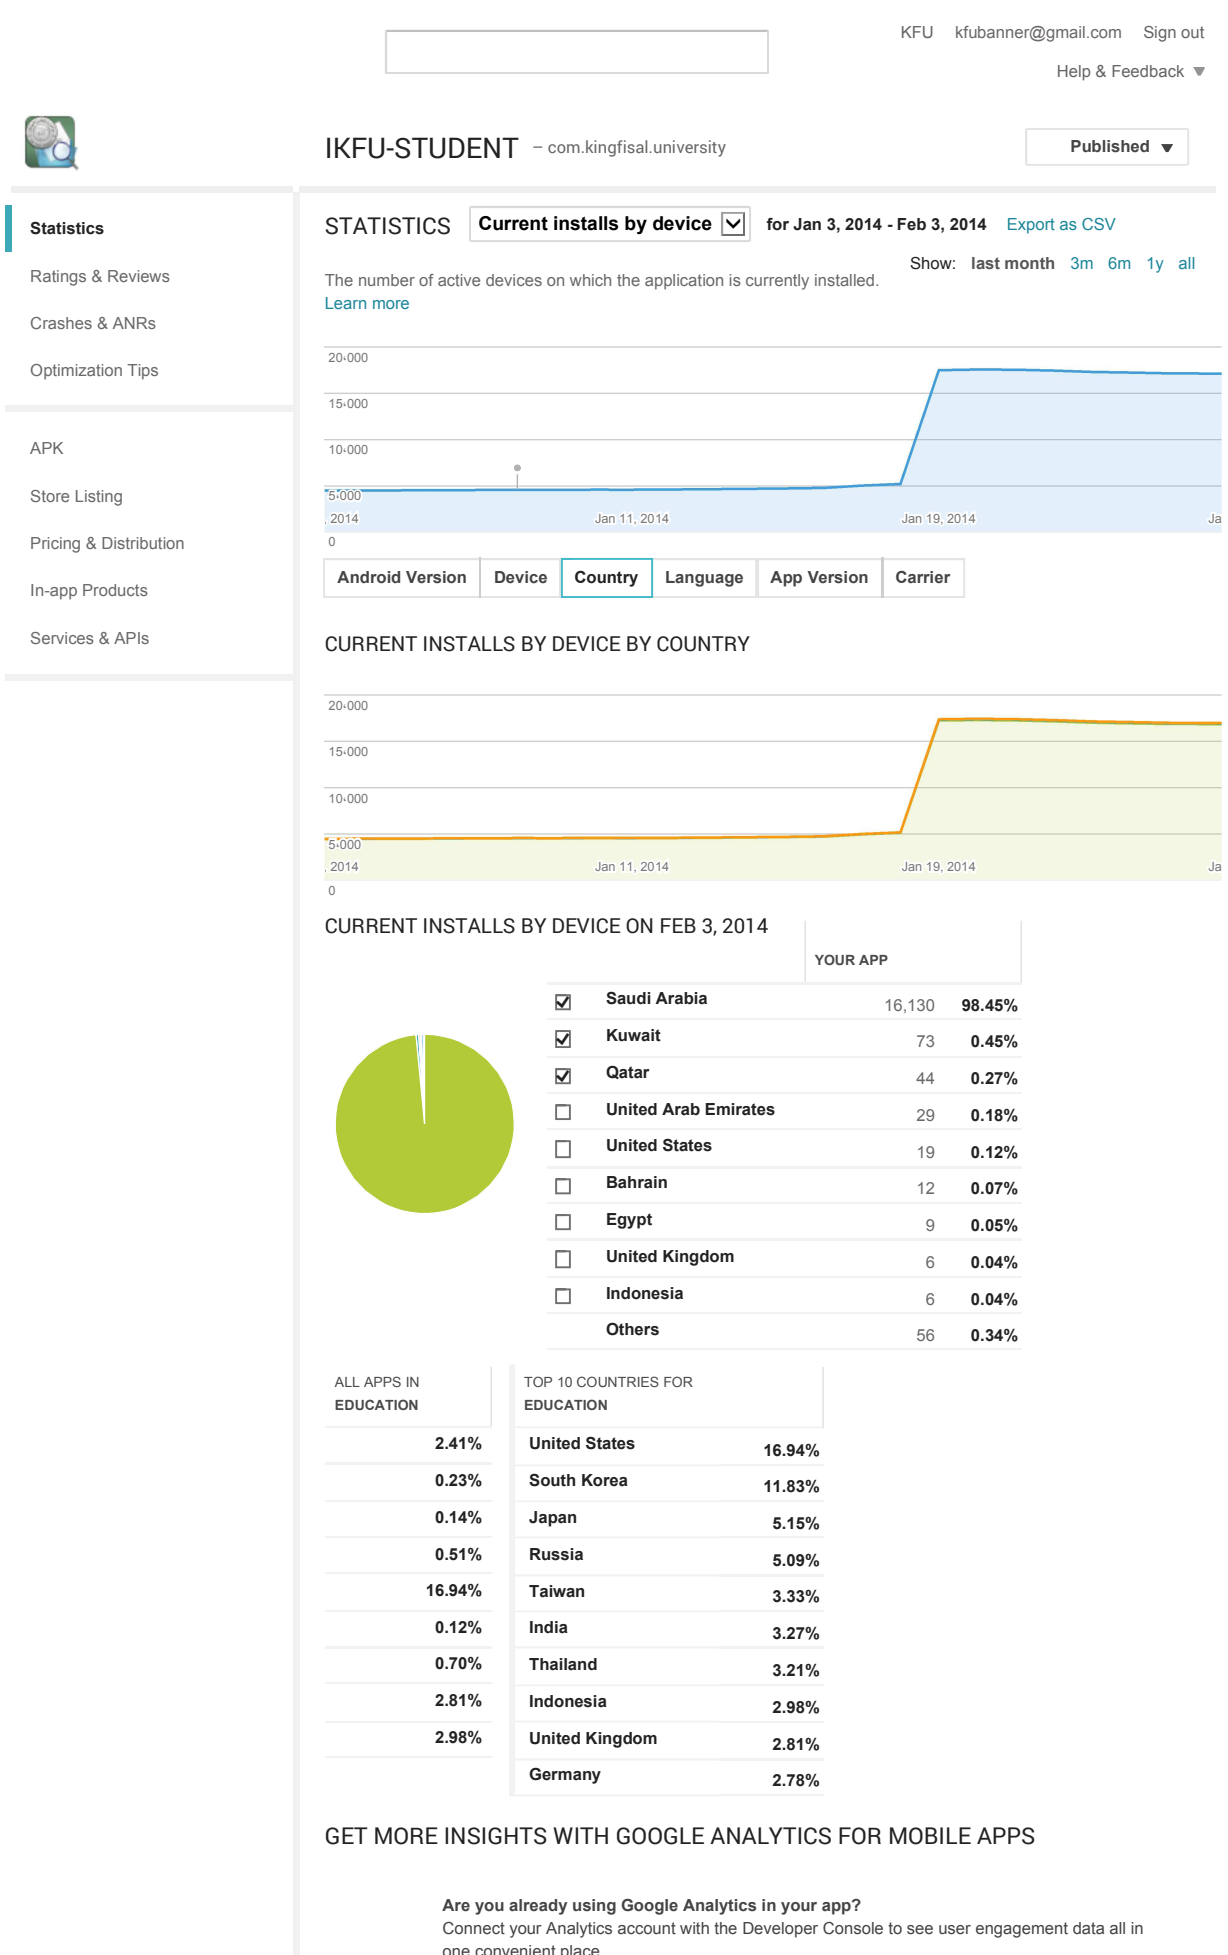 KFU kfubanner@gmail.com Sign out
Help & Feedback
IKFU-STUDENT – com.kingfisal.university
Published
Statistics
Ratings & Reviews
Crashes & ANRs
Optimization Tips
APK
Store Listing
Pricing & Distribution
In-app Products
Services & APIs
STATISTICS Current installs by device for Jan 3, 2014 - Feb 3, 2014 Export as CSV
Show: last month 3m 6m 1y all
The number of active devices on which the application is currently installed.
Learn more
20,000
15,000
10,000
5,000
, 2014 Jan 11, 2014 Jan 19, 2014 Ja
0
Android Version Device Country Language App Version Carrier
CURRENT INSTALLS BY DEVICE BY COUNTRY
20,000
15,000
10,000
5,000
, 2014 Jan 11, 2014 Jan 19, 2014 Ja
0
CURRENT INSTALLS BY DEVICE ON FEB 3, 2014
YOUR APP
Saudi Arabia 16,130 98.45%
Kuwait 73 0.45%
Qatar 44 0.27%
United Arab Emirates 29 0.18%
United States 19 0.12%
Bahrain 12 0.07%
Egypt 9 0.05%
United Kingdom 6 0.04%
Indonesia 6 0.04%
Others 56 0.34%
ALL APPS IN
EDUCATION
2.41%
0.23%
0.14%
0.51%
16.94%
0.12%
0.70%
2.81%
2.98%
TOP 10 COUNTRIES FOR
EDUCATION
United States 16.94%
South Korea 11.83%
Japan 5.15%
Russia 5.09%
Taiwan 3.33%
India 3.27%
Thailand 3.21%
Indonesia 2.98%
United Kingdom 2.81%
Germany 2.78%
GET MORE INSIGHTS WITH GOOGLE ANALYTICS FOR MOBILE APPS
Are you already using Google Analytics in your app?
Connect your Analytics account with the Developer Console to see user engagement data all in
one convenient place